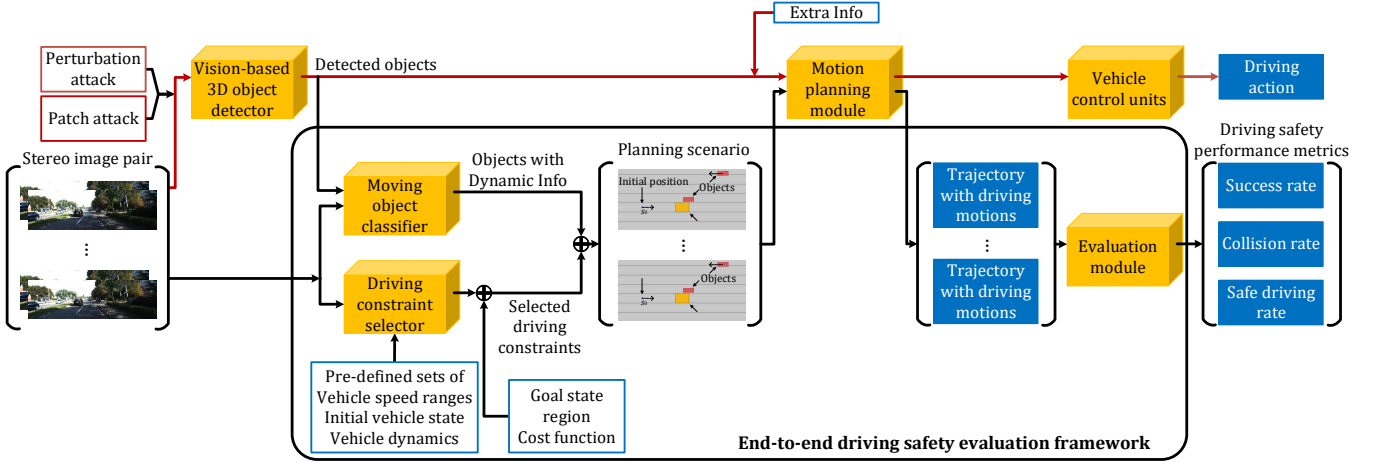 Extra Info
Perturbation
attack
Patch attack
Vision-based
3D object
detector
Detected objects
Motion
planning
module
Vehicle
control units
Driving
action
Stereo image pair
...
Moving
object
classifier
Objects with
Dynamic Info
Driving
constraint
selector
Selected
driving
constraints
Pre-defined sets of
Vehicle speed ranges
Initial vehicle state
Vehicle dynamics
Goal state
region
Cost function
Planning scenario
Initial position
Objects
S₀
...
Objects
S₀
Trajectory
with driving
motions
...
Trajectory
with driving
motions
Evaluation
module
Driving safety
performance metrics
Success rate
Collision rate
Safe driving
rate
End-to-end driving safety evaluation framework